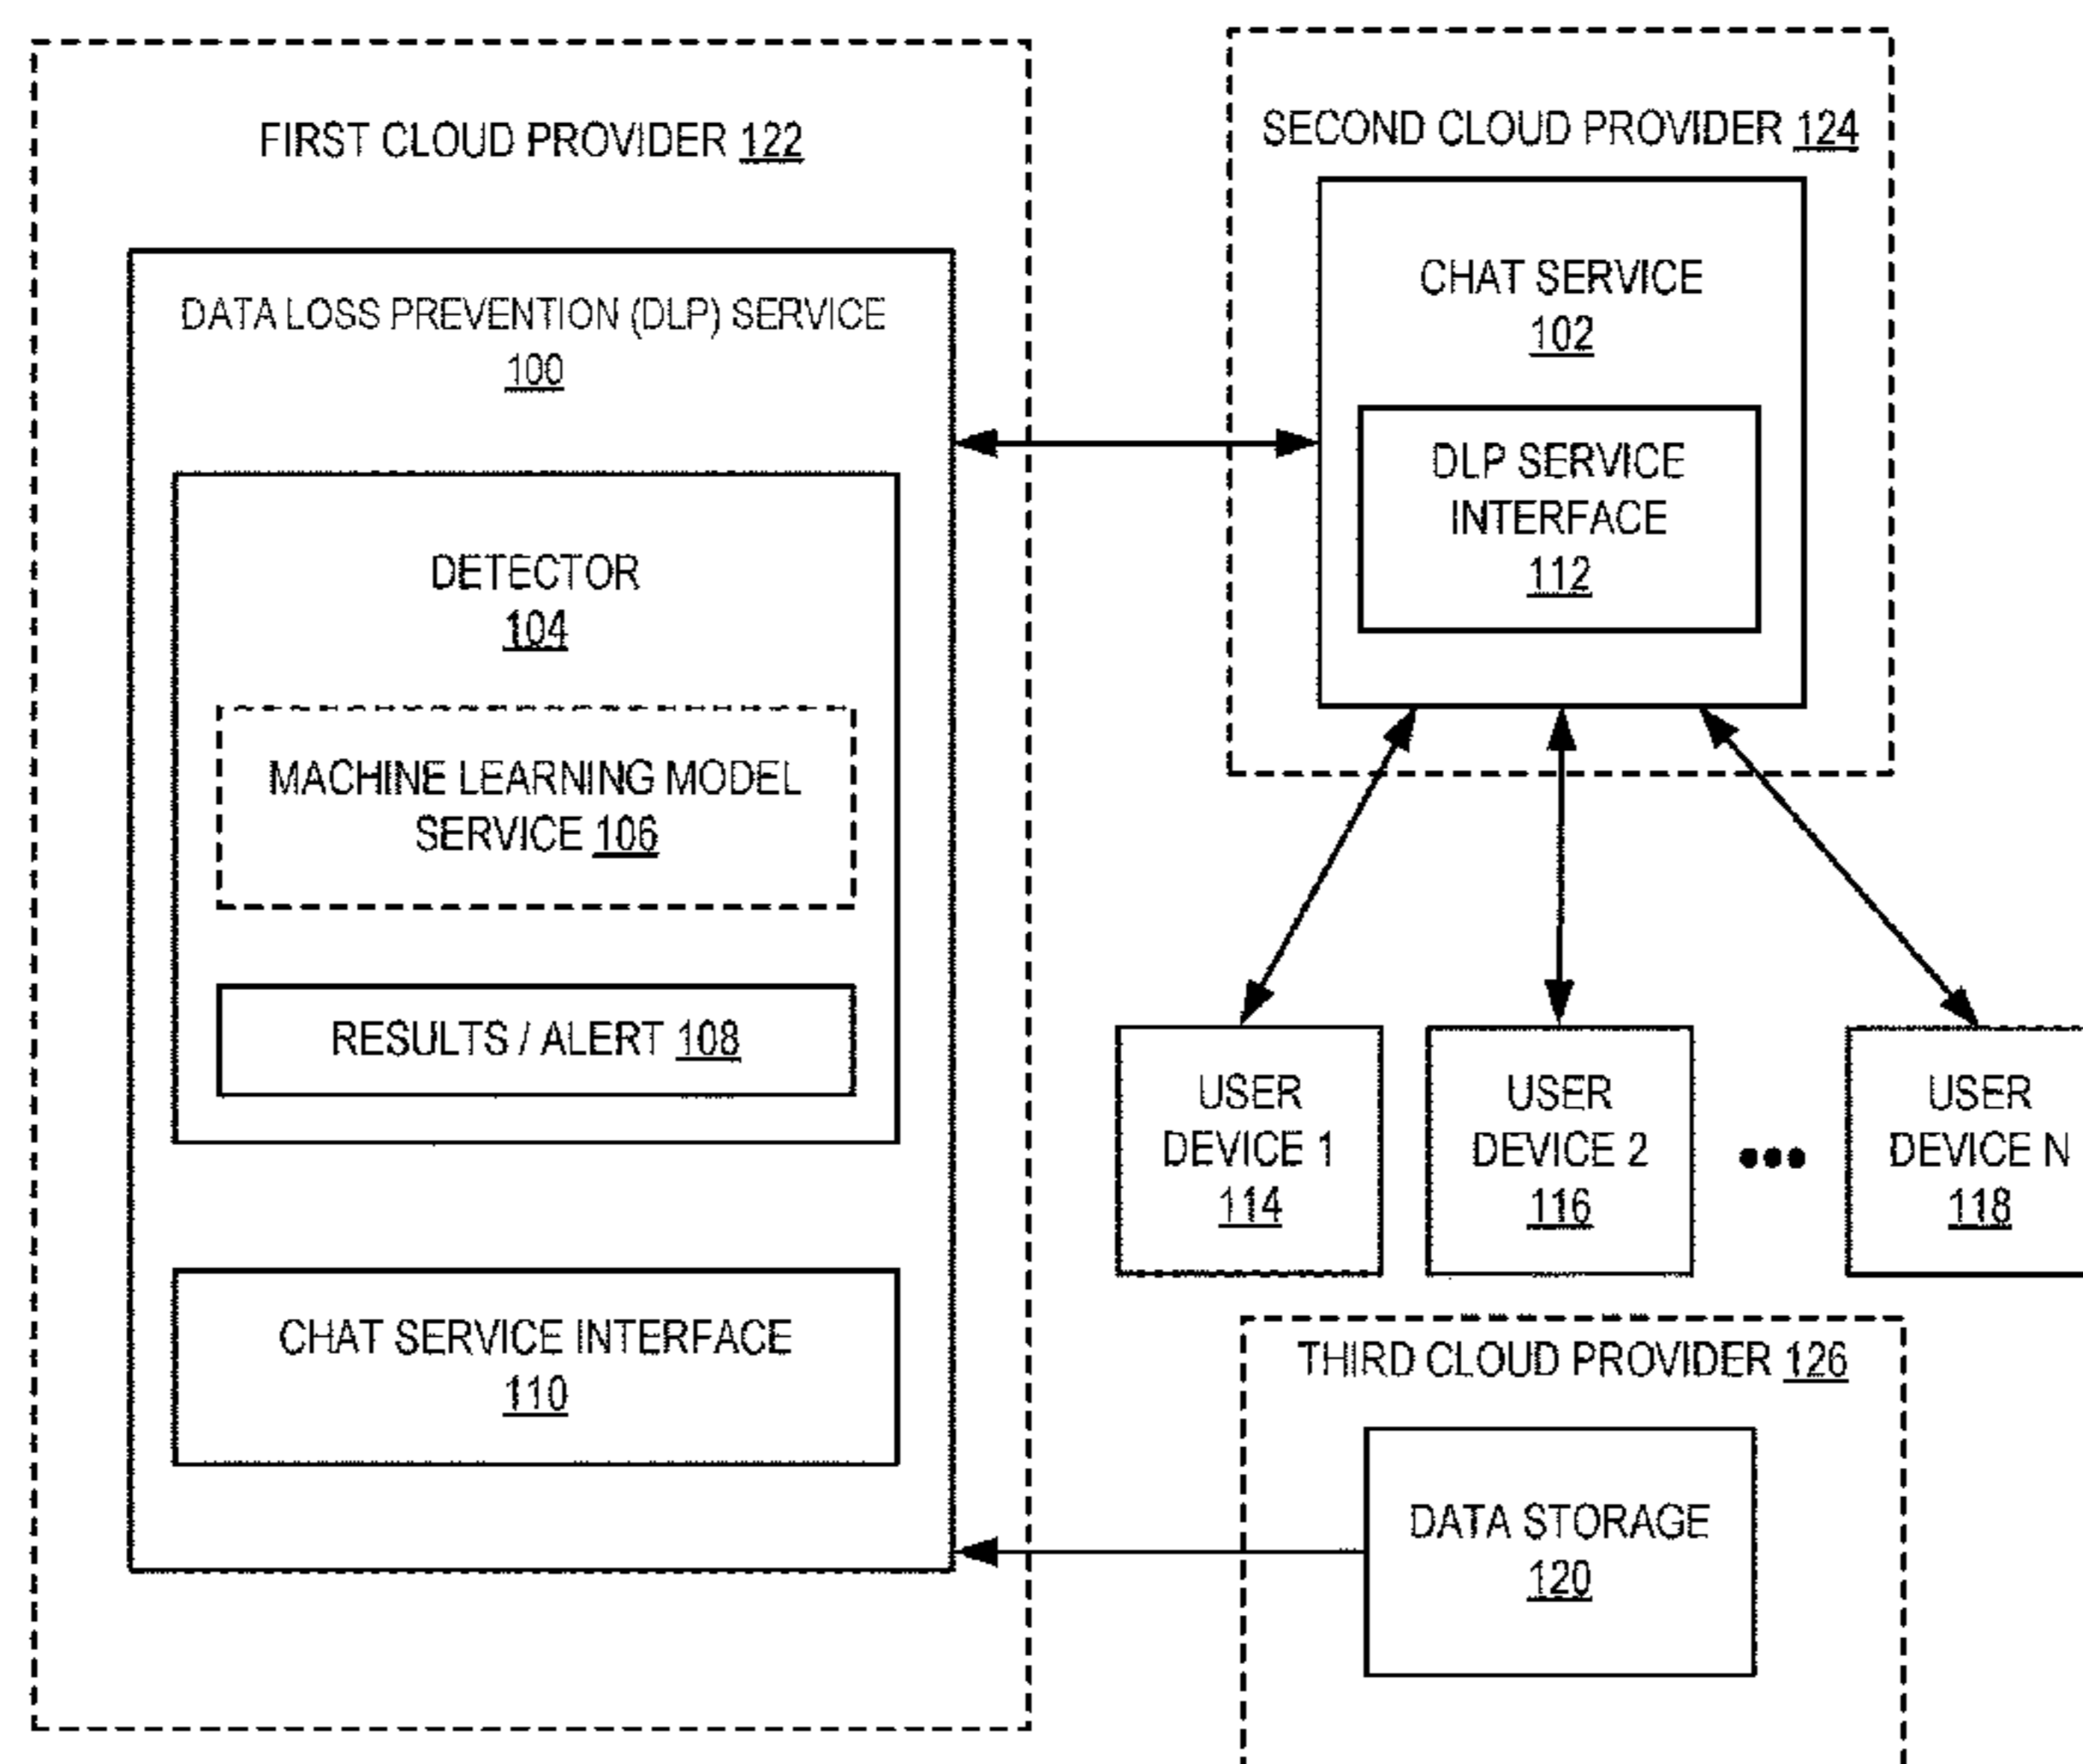 FIRST CLOUD PROVIDER 122
DATA LOSS PREVENTION (DLP) SERVICE
100
DETECTOR
104
MACHINE LEARNING MODEL
SERVICE 106
RESULTS / ALERT 108
CHAT SERVICE INTERFACE
110
SECOND CLOUD PROVIDER 124
CHAT SERVICE
102
DLP SERVICE
INTERFACE
112
USER
DEVICE 1
114
USER
DEVICE 2
116
USER
DEVICE N
118
THIRD CLOUD PROVIDER 126
DATA STORAGE
120